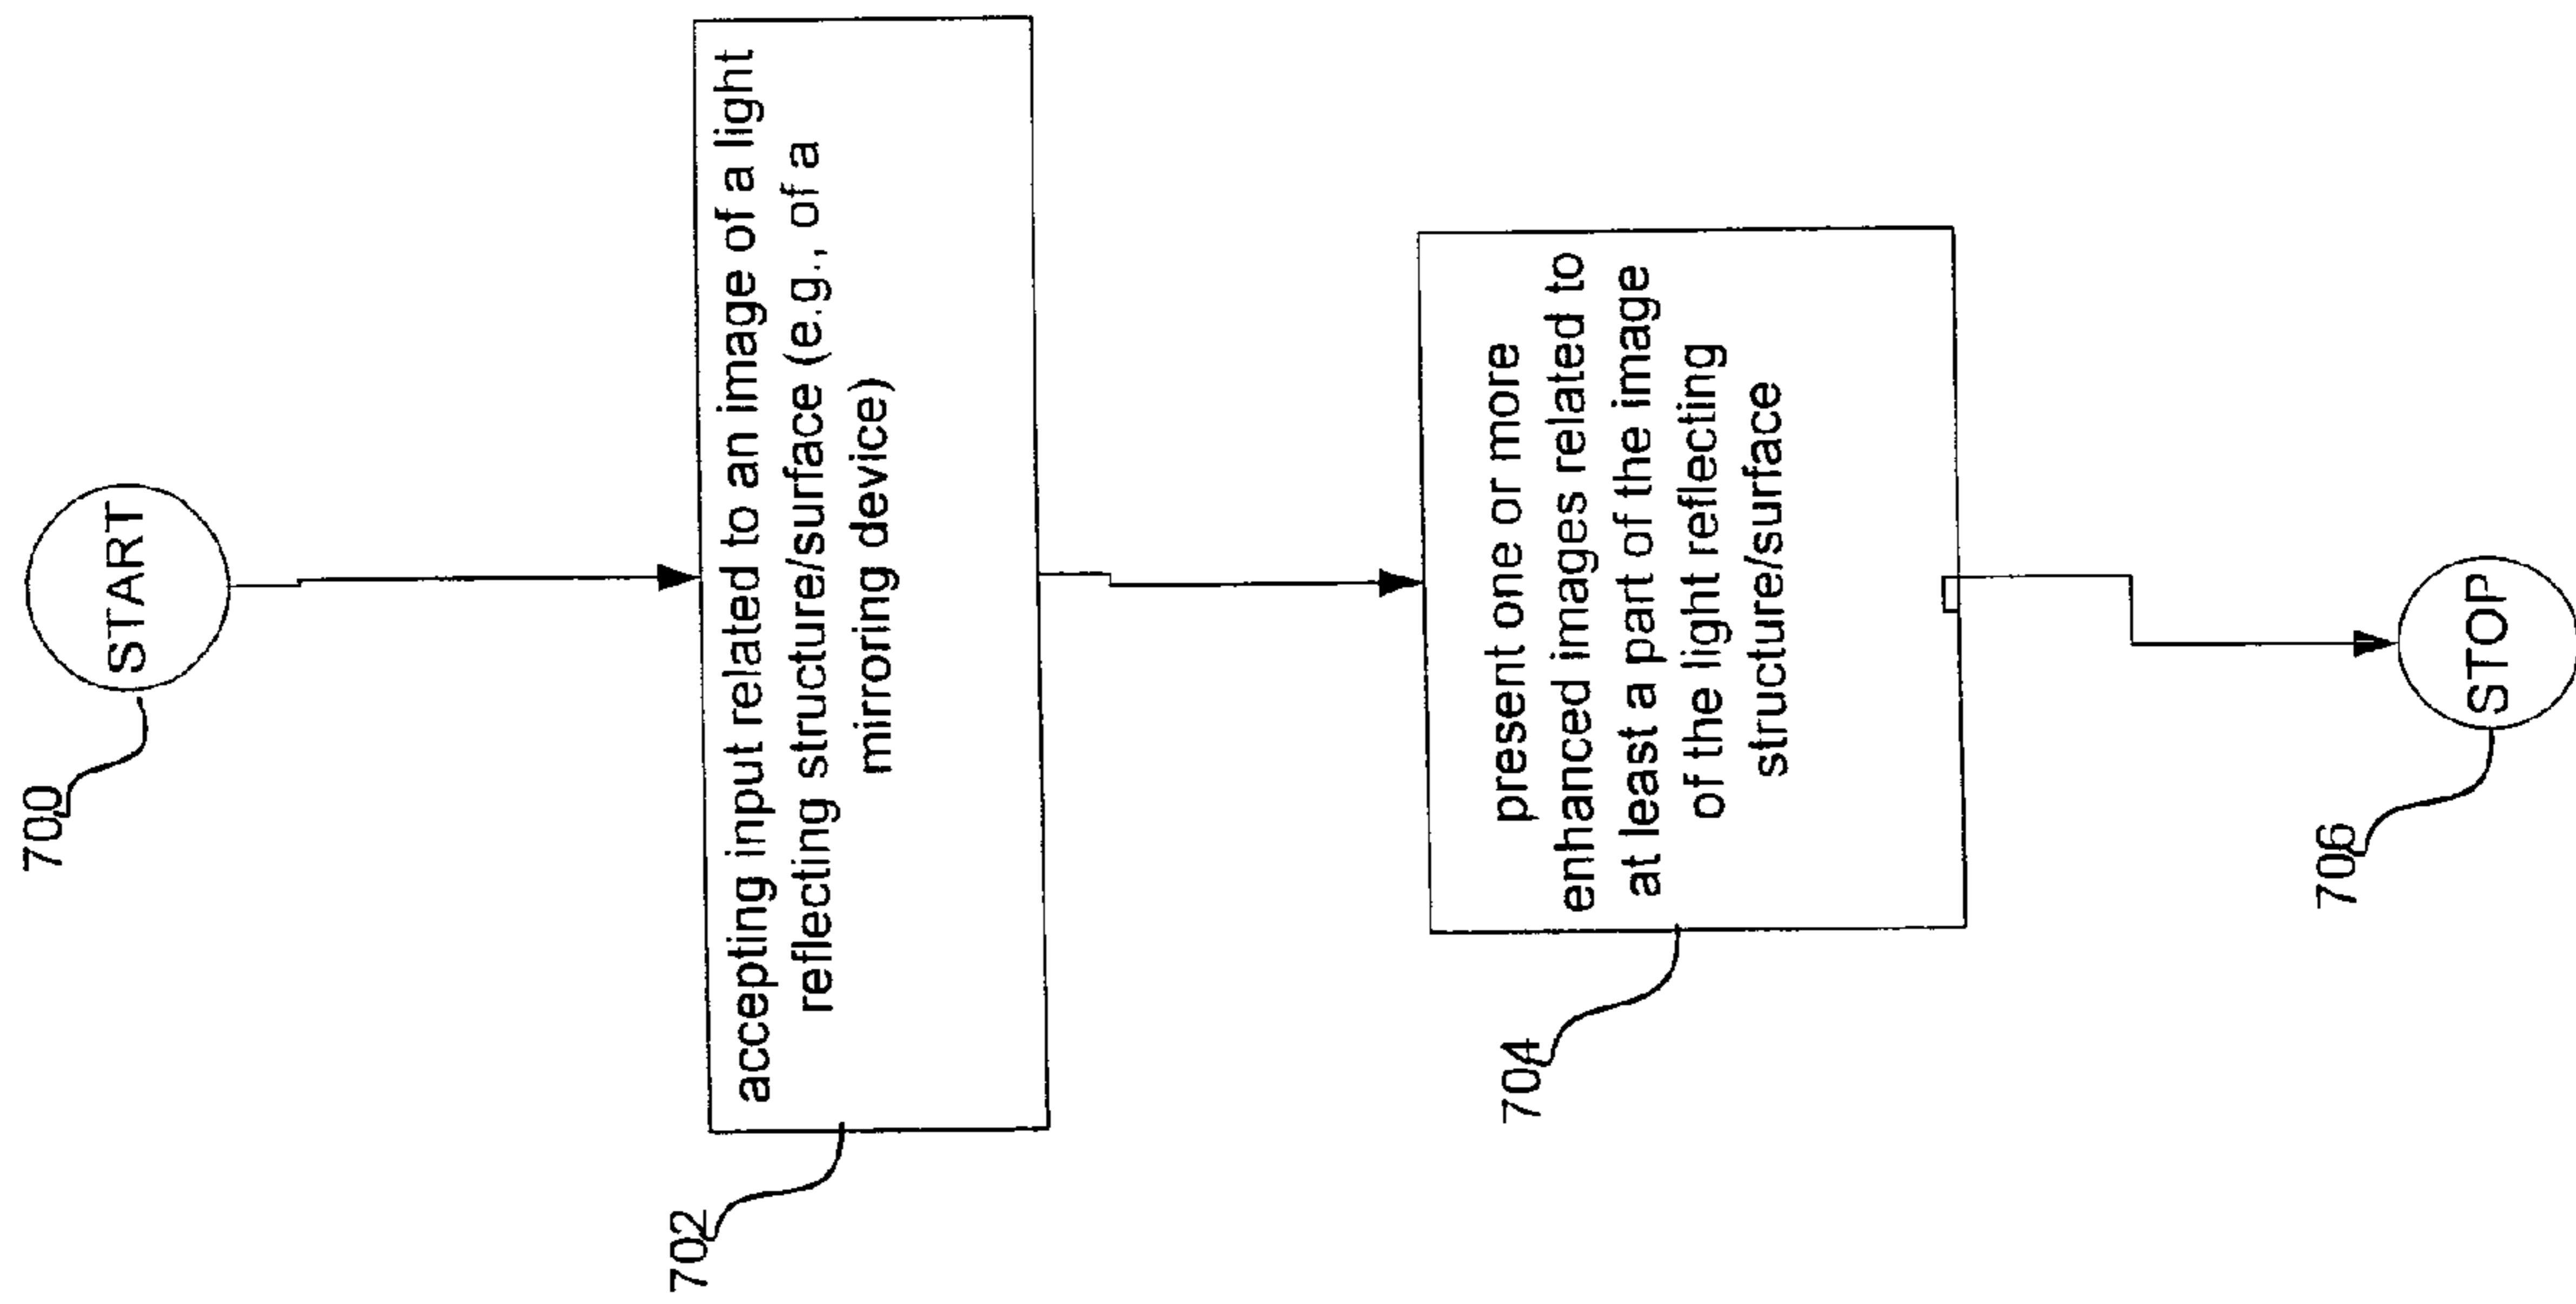 700
START
702
accepting input related to an image of a light
reflecting structure/surface (e.g., of a
mirroring device)
704
present one or more
enhanced images related to
at least a part of the image
of the light reflecting
structure/surface
706
STOP